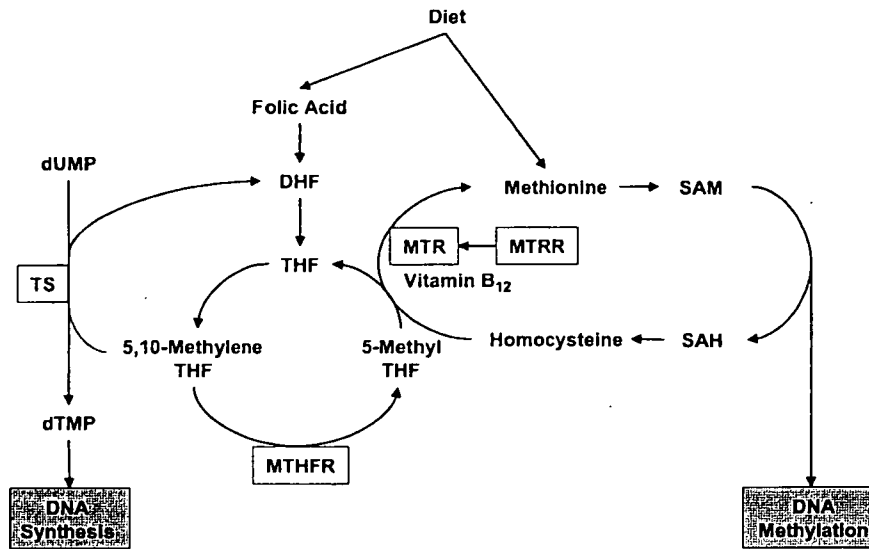 Diet
Folic Acid
dUMP
DHF
Methionine
SAM
MTR
MTRR
THF
Vitamin B₁₂
TS
5,10-Methylene
THF
5-Methyl
THF
Homocysteine
SAH
dTMP
MTHFR
DNA
Synthesis
DNA
Methylation